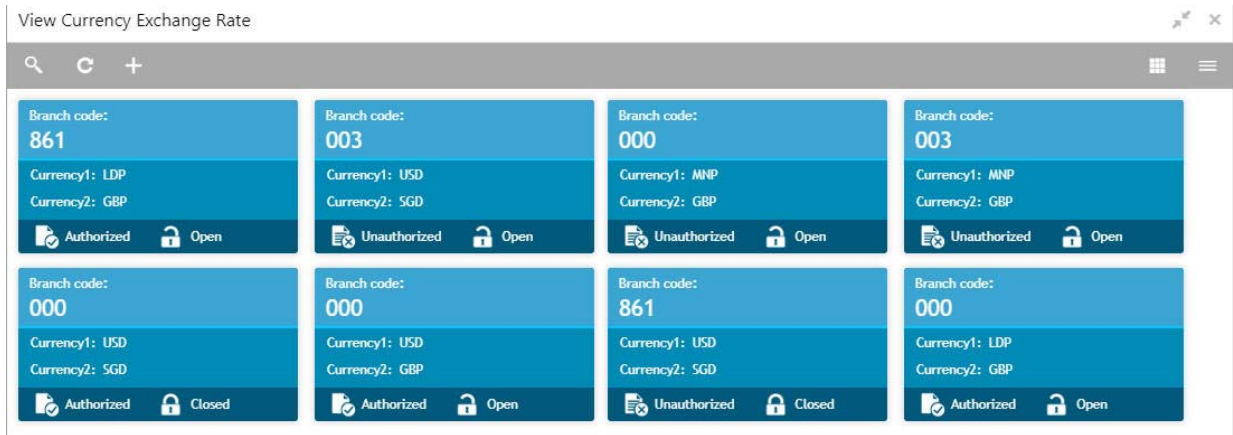 View Currency Exchange Rate
Branch code:
861
Currency1: LDP
Currency2: GBP
Authorized Open
Branch code:
003
Currency1: USD
Currency2: SGD
Unauthorized Open
Branch code:
000
Currency1: MNP
Currency2: GBP
Unauthorized Open
Branch code:
003
Currency1: MNP
Currency2: GBP
Unauthorized Open
Branch code:
000
Currency1: USD
Currency2: SGD
Authorized Closed
Branch code:
000
Currency1: USD
Currency2: GBP
Authorized Open
Branch code:
861
Currency1: USD
Currency2: SGD
Unauthorized Closed
Branch code:
000
Currency1: LDP
Currency2: GBP
Authorized Open